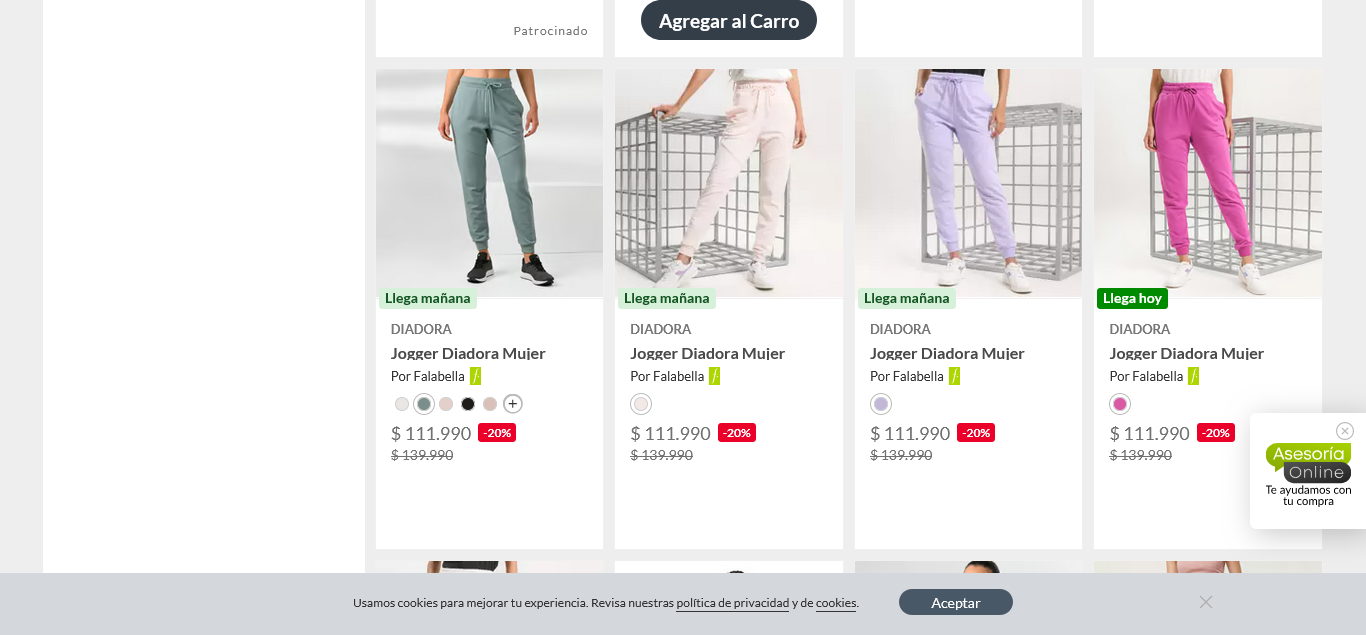 Patrocinado
Agregar al Carro
Llega mañana
DIADORA
Jogger Diadora Mujer
Por Falabella
+
$ 111.990 -20%
$ 139.990
Llega mañana
DIADORA
Jogger Diadora Mujer
Por Falabella
$ 111.990 -20%
$ 139.990
Llega mañana
DIADORA
Jogger Diadora Mujer
Por Falabella
$ 111.990 -20%
$ 139.990
Llega hoy
DIADORA
Jogger Diadora Mujer
Por Falabella
$ 111.990 -20%
$ 139.990
Asesoría
Online
Te ayudamos con
tu compra
Usamos cookies para mejorar tu experiencia. Revisa nuestras política de privacidad y de cookies.
Aceptar